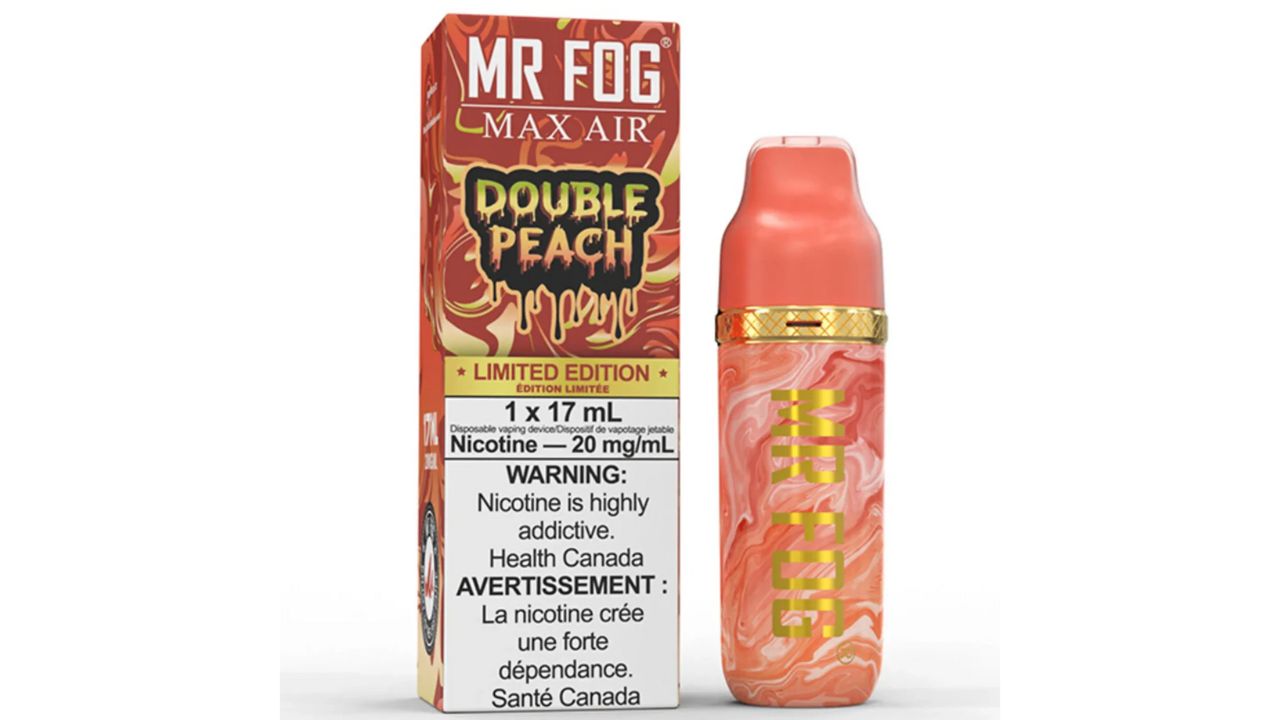 MR FOG®
MAX AIR
DOUBLE
PEACH
★ LIMITED EDITION ★
ÉDITION LIMITÉE
1 x 17 mL
Disposable vaping device/Dispositif de vapotage jetable
Nicotine — 20 mg/mL
WARNING:
Nicotine is highly
addictive.
Health Canada
AVERTISSEMENT :
La nicotine crée
une forte
dépendance.
Santé Canada
17ML
MR FOG